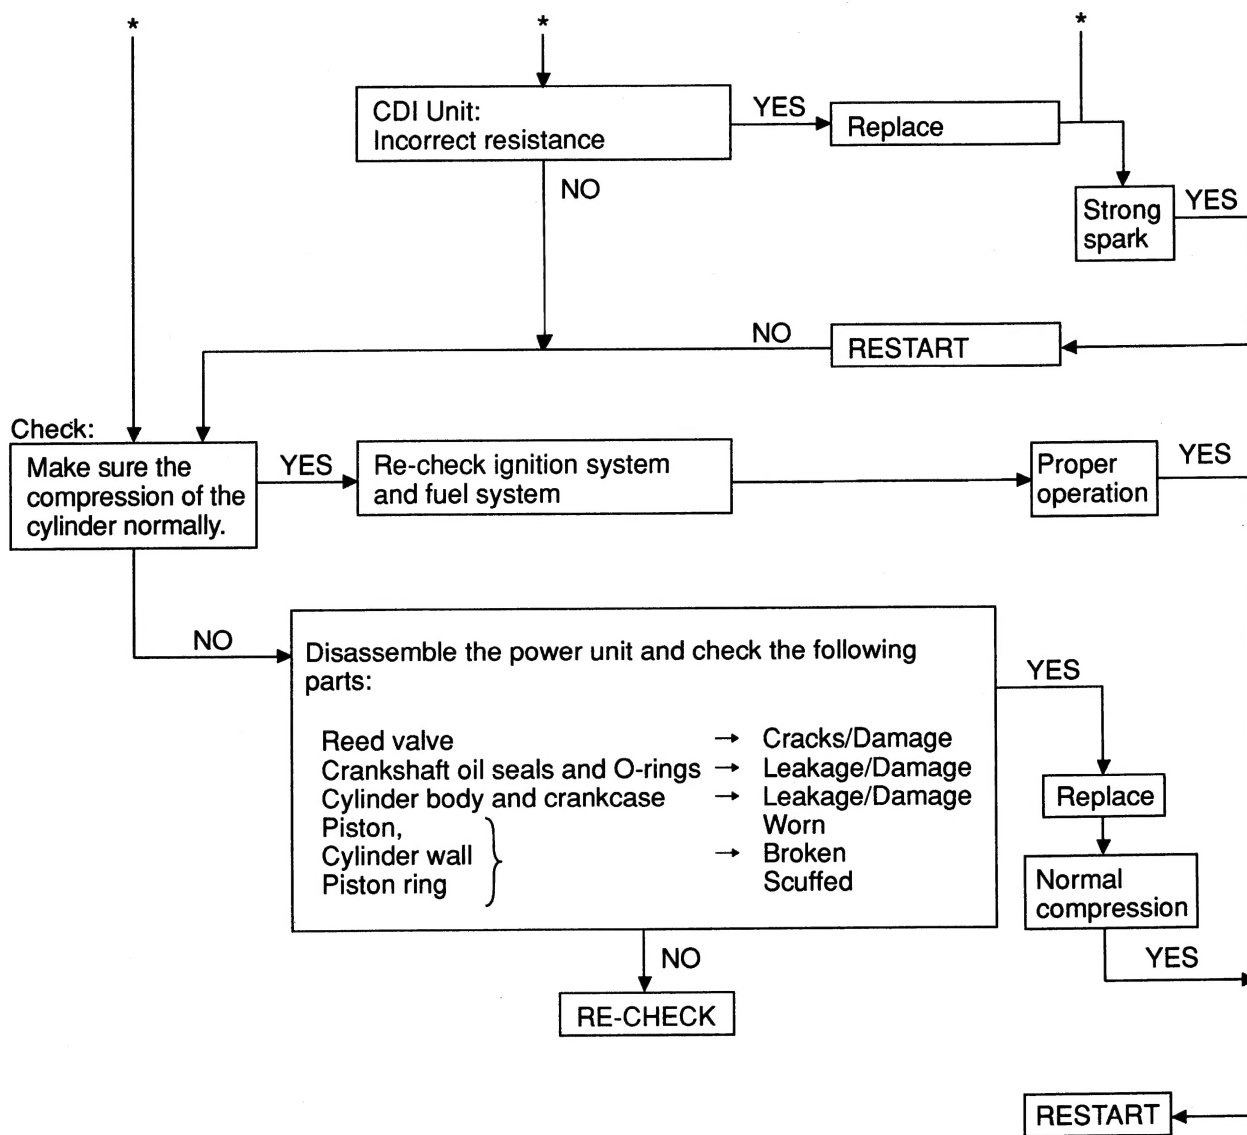 * * *
CDI Unit:
Incorrect resistance
YES
Replace
NO
Strong
spark
YES
NO
RESTART
Check:
Make sure the
compression of the
cylinder normally.
YES
Re-check ignition system
and fuel system
Proper
operation
YES
NO
Disassemble the power unit and check the following
parts:
Reed valve → Cracks/Damage
Crankshaft oil seals and O-rings → Leakage/Damage
Cylinder body and crankcase → Leakage/Damage
Piston, Worn
Cylinder wall → Broken
Piston ring Scuffed
YES
Replace
Normal
compression
YES
NO
RE-CHECK
RESTART